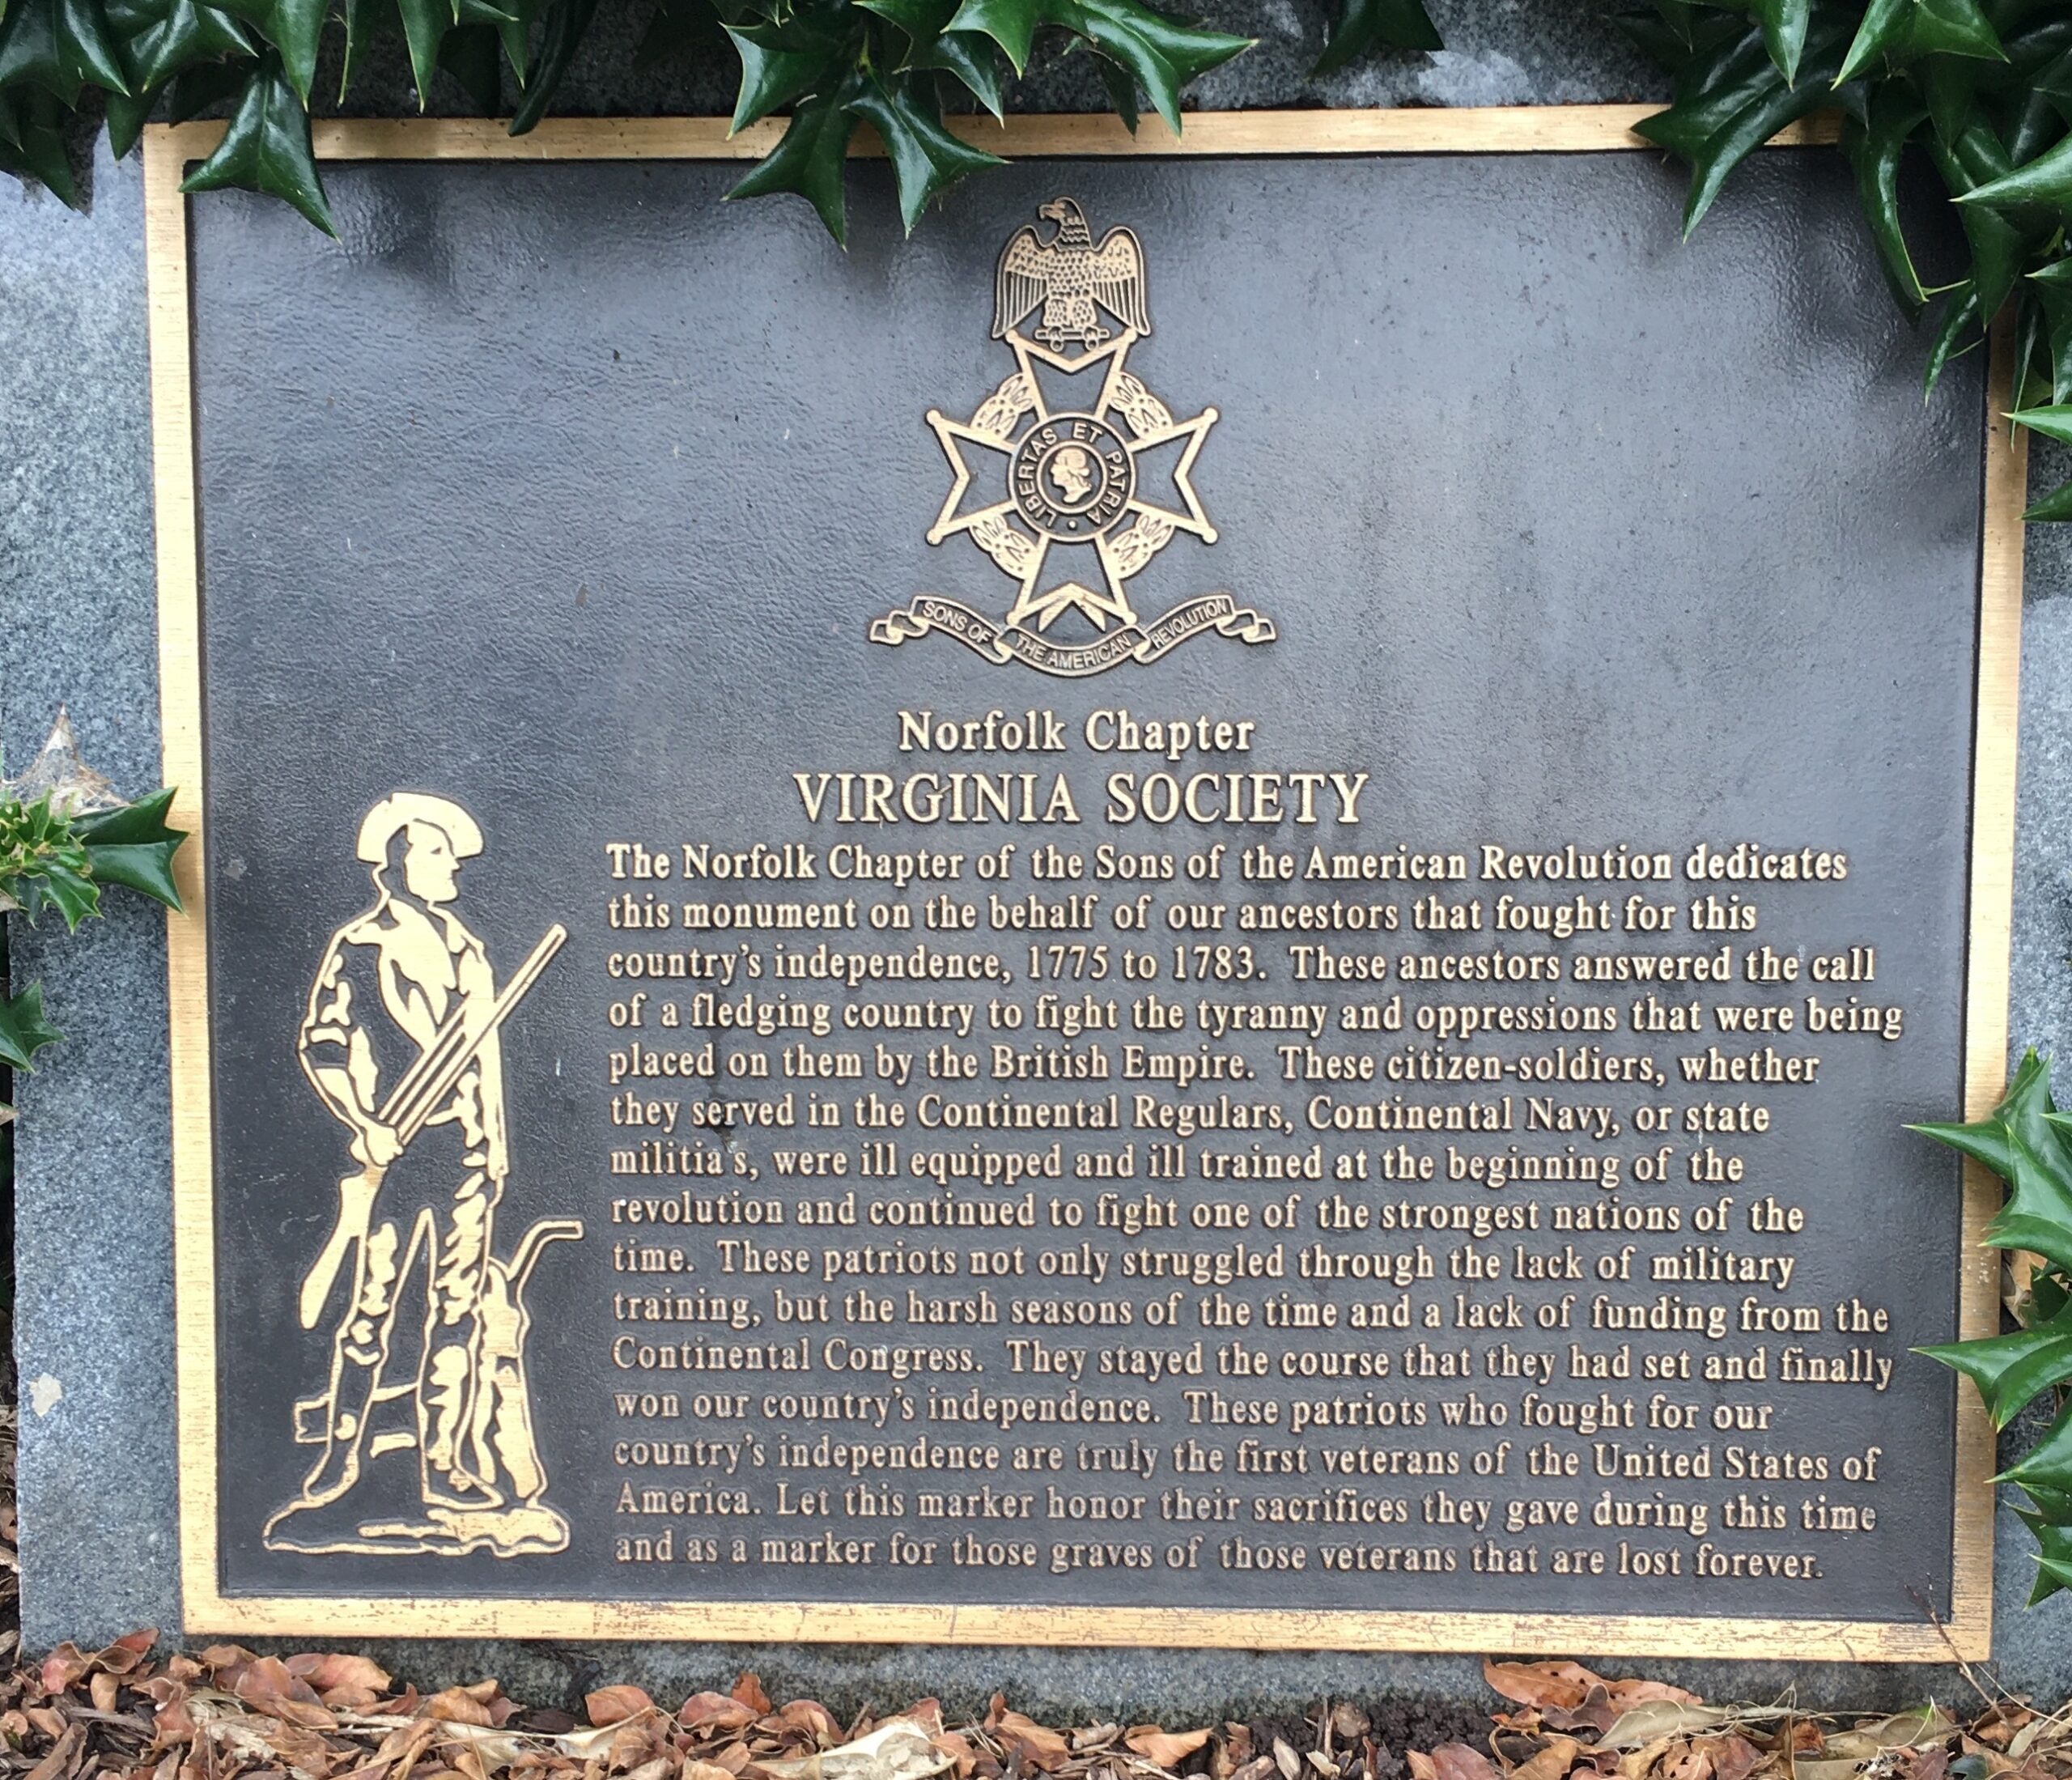 LIBERTAS ET PATRIA
SONS OF THE AMERICAN REVOLUTION
Norfolk Chapter
VIRGINIA SOCIETY
The Norfolk Chapter of the Sons of the American Revolution dedicates
this monument on the behalf of our ancestors that fought for this
country's independence, 1775 to 1783. These ancestors answered the call
of a fledging country to fight the tyranny and oppressions that were being
placed on them by the British Empire. These citizen-soldiers, whether
they served in the Continental Regulars, Continental Navy, or state
militia's, were ill equipped and ill trained at the beginning of the
revolution and continued to fight one of the strongest nations of the
time. These patriots not only struggled through the lack of military
training, but the harsh seasons of the time and a lack of funding from the
Continental Congress. They stayed the course that they had set and finally
won our country's independence. These patriots who fought for our
country's independence are truly the first veterans of the United States of
America. Let this marker honor their sacrifices they gave during this time
and as a marker for those graves of those veterans that are lost forever.